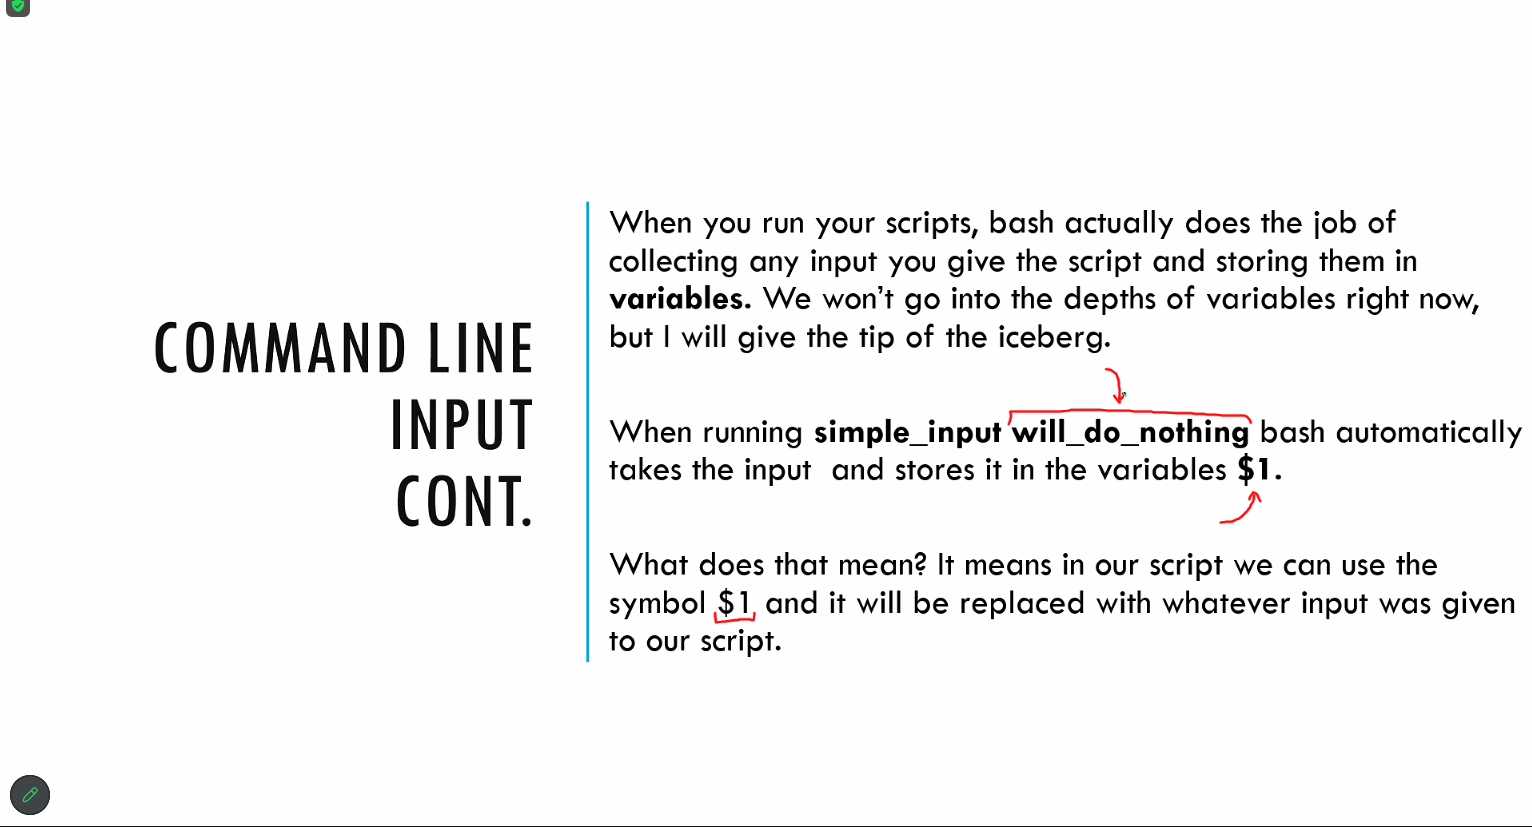 COMMAND LINE
INPUT
CONT.
When you run your scripts, bash actually does the job of
collecting any input you give the script and storing them in
variables. We won’t go into the depths of variables right now,
but I will give the tip of the iceberg.
When running simple_input will_do_nothing bash automatically
takes the input  and stores it in the variables $1.
What does that mean? It means in our script we can use the
symbol $1 and it will be replaced with whatever input was given
to our script.